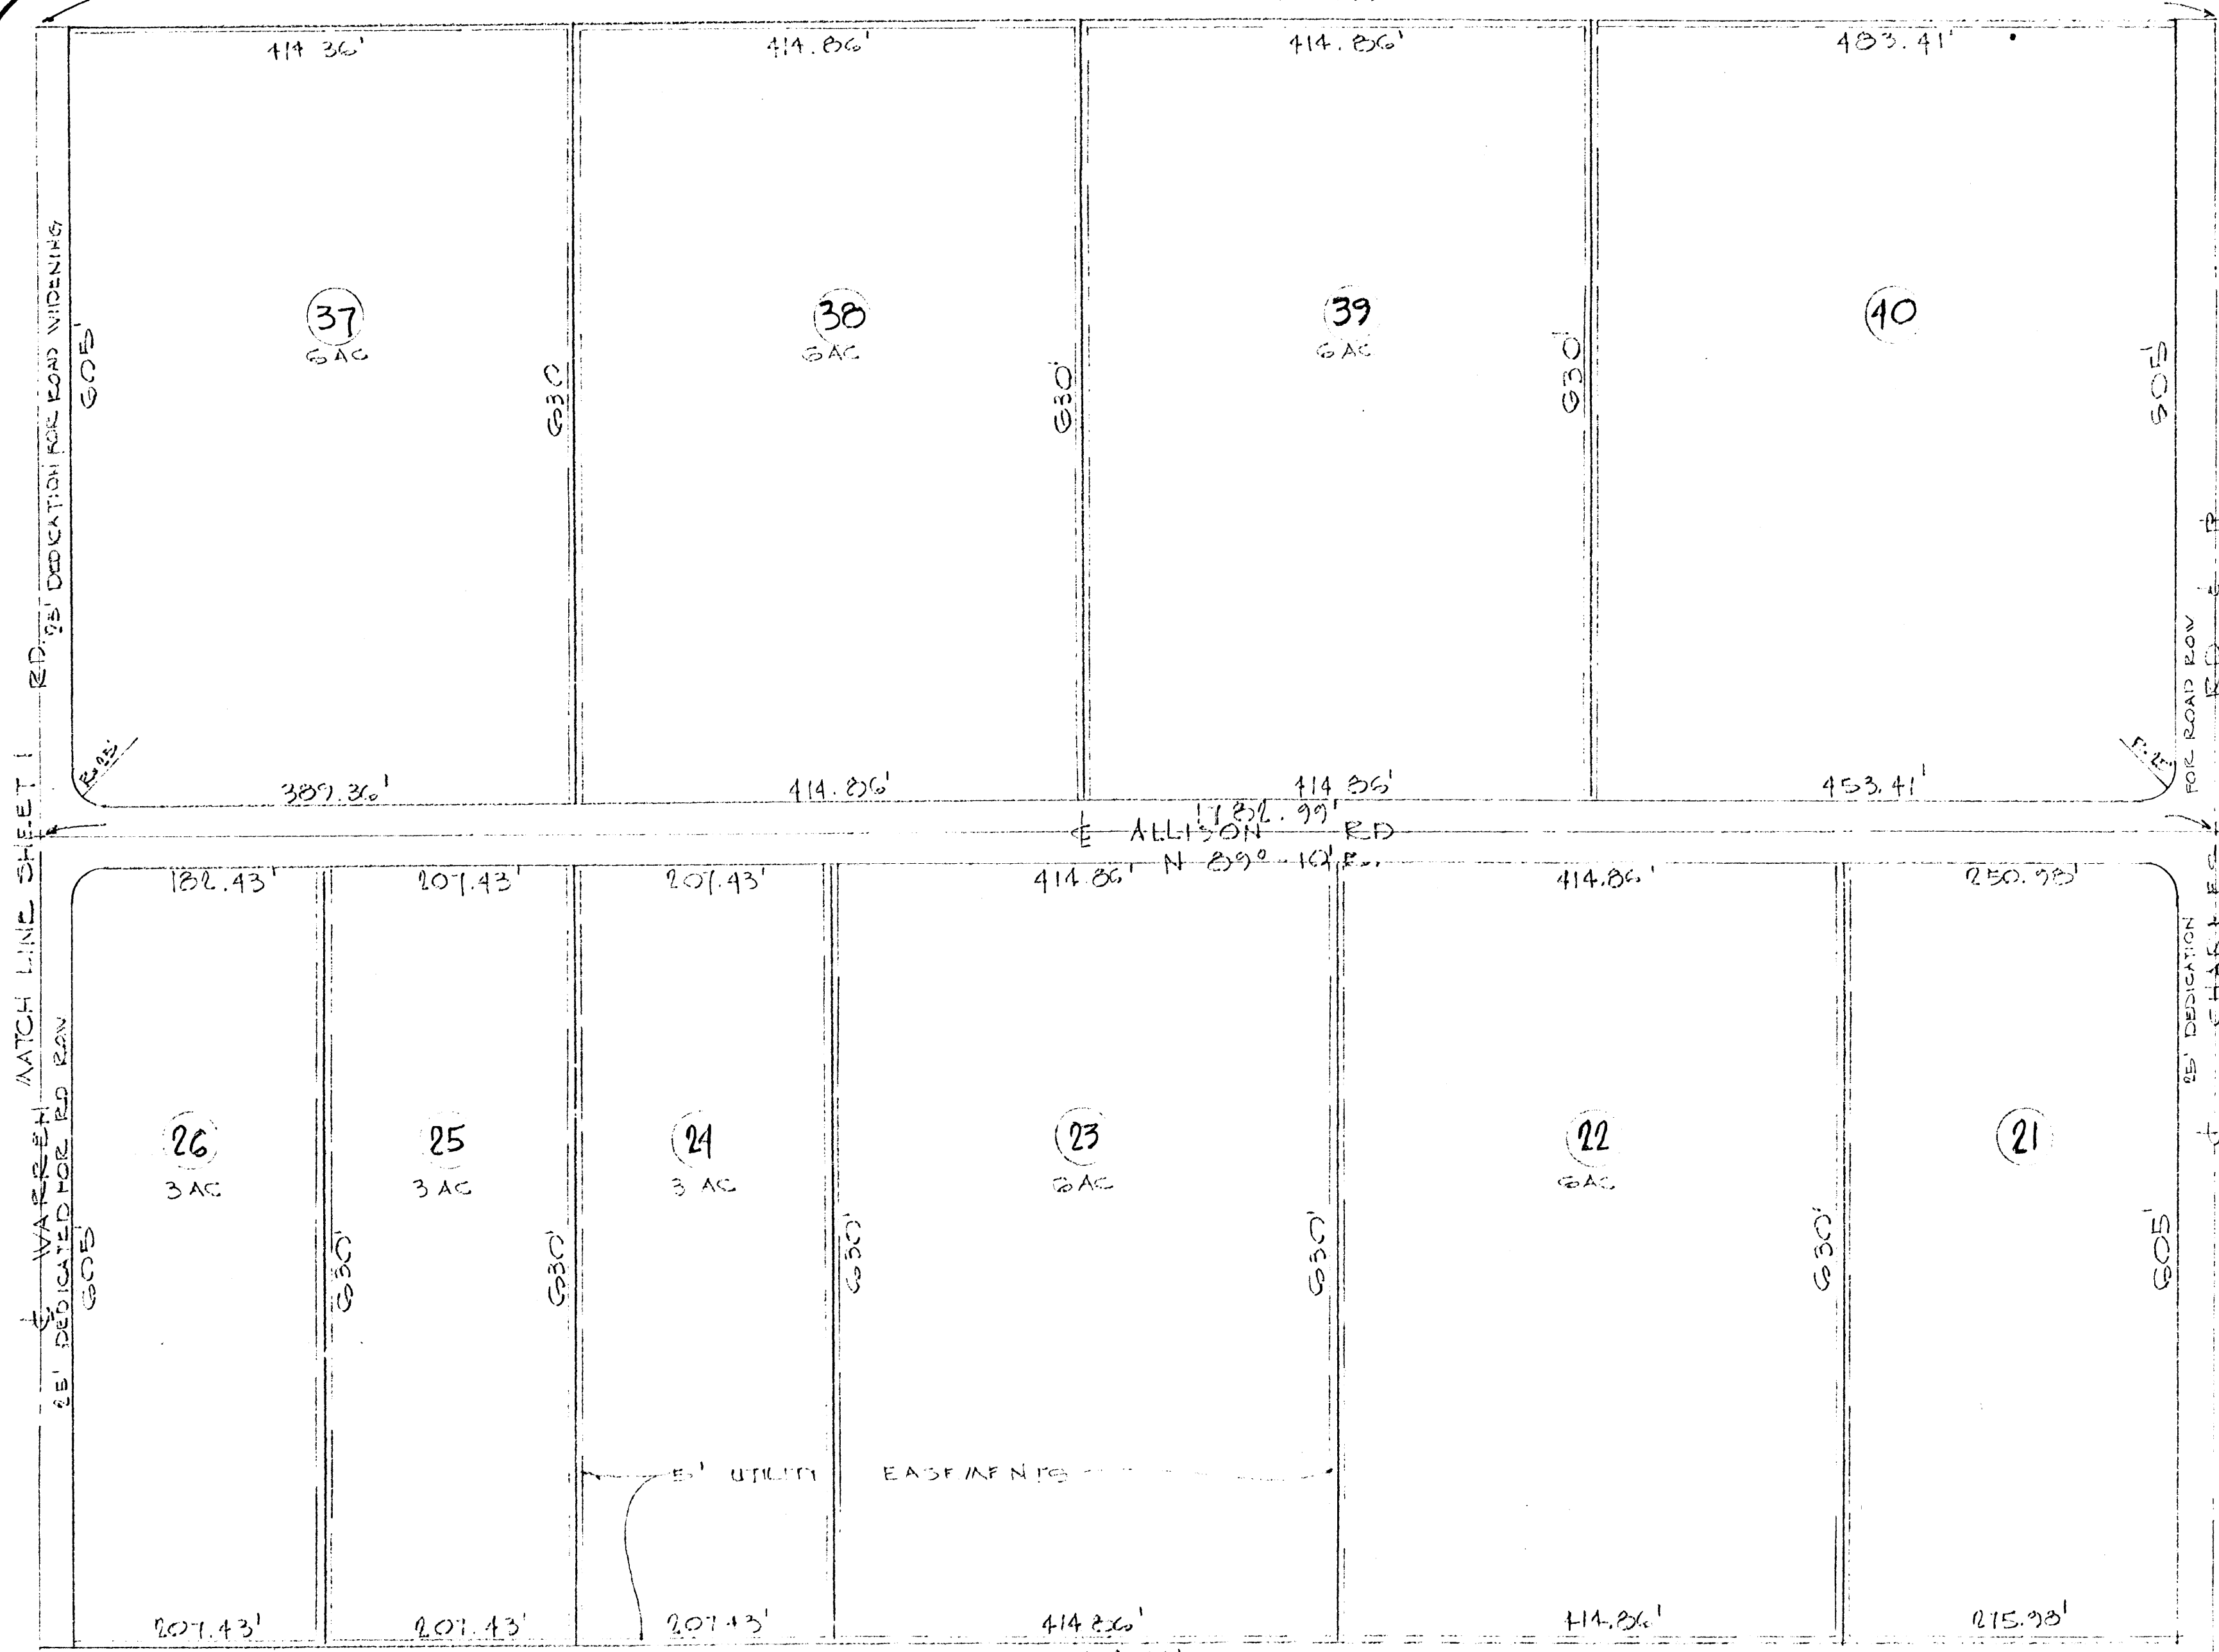 414 36'
414.86'
414.86'
483.41'
25' DEDICATION FOR ROAD WIDENING
605'
37
6 AC
630
38
6 AC
630'
39
6 AC
630'
40
605'
FOR ROAD ROW
RD
RD.
R=25'
R=25'
389.36'
414.86'
414 86'
453.41'
1782.99'
℄ ALLISON RD
N 89° 10' E.
MATCH LINE SHEET 1
182.43'
207.43'
207.43'
414.86'
414.86'
250.98'
25' DEDICATION
CHARLES
℄ WARREN
25' DEDICATED FOR RD ROW
605'
26
3 AC
630'
25
3 AC
630'
24
3 AC
630'
23
6 AC
630'
22
6 AC
630'
21
605'
5' UTILITY EASEMENTS
207.43'
207.43'
207 43'
414 86'
414.86'
275.98'